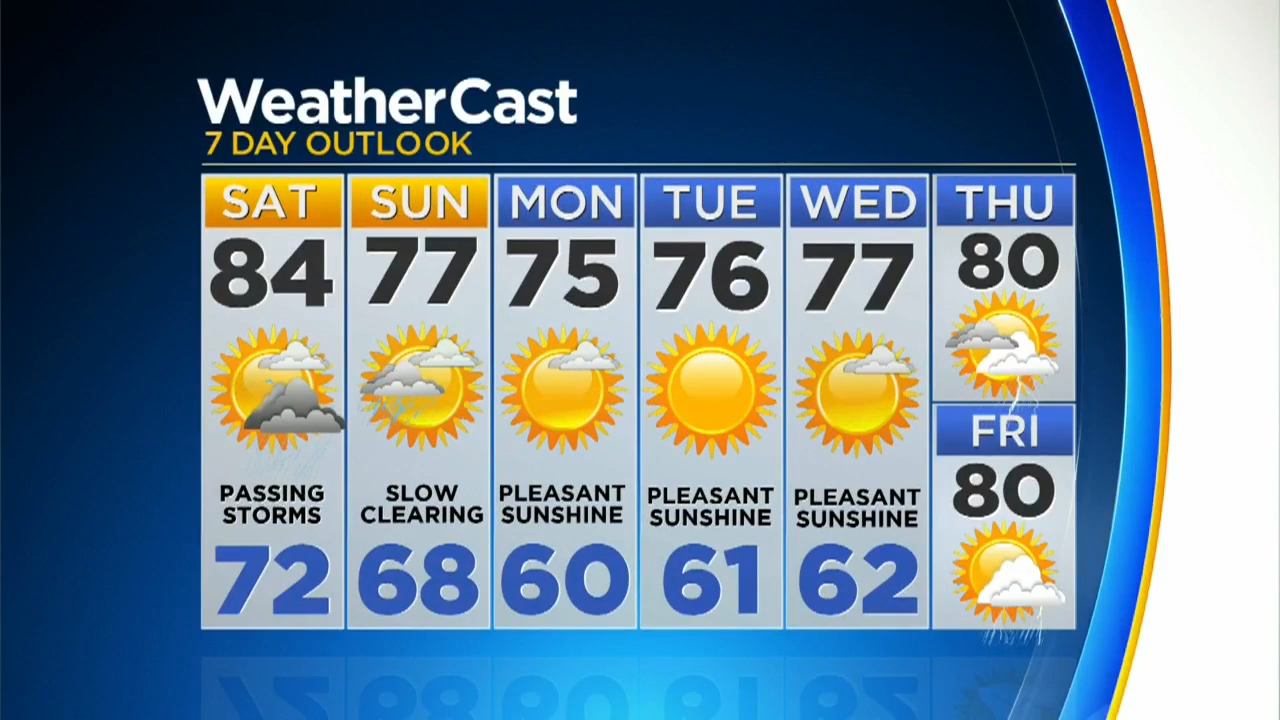 WeatherCast
7 DAY OUTLOOK
SAT
84
PASSING
STORMS
72
SUN
77
SLOW
CLEARING
68
MON
75
PLEASANT
SUNSHINE
60
TUE
76
PLEASANT
SUNSHINE
61
WED
77
PLEASANT
SUNSHINE
62
THU
80
FRI
80